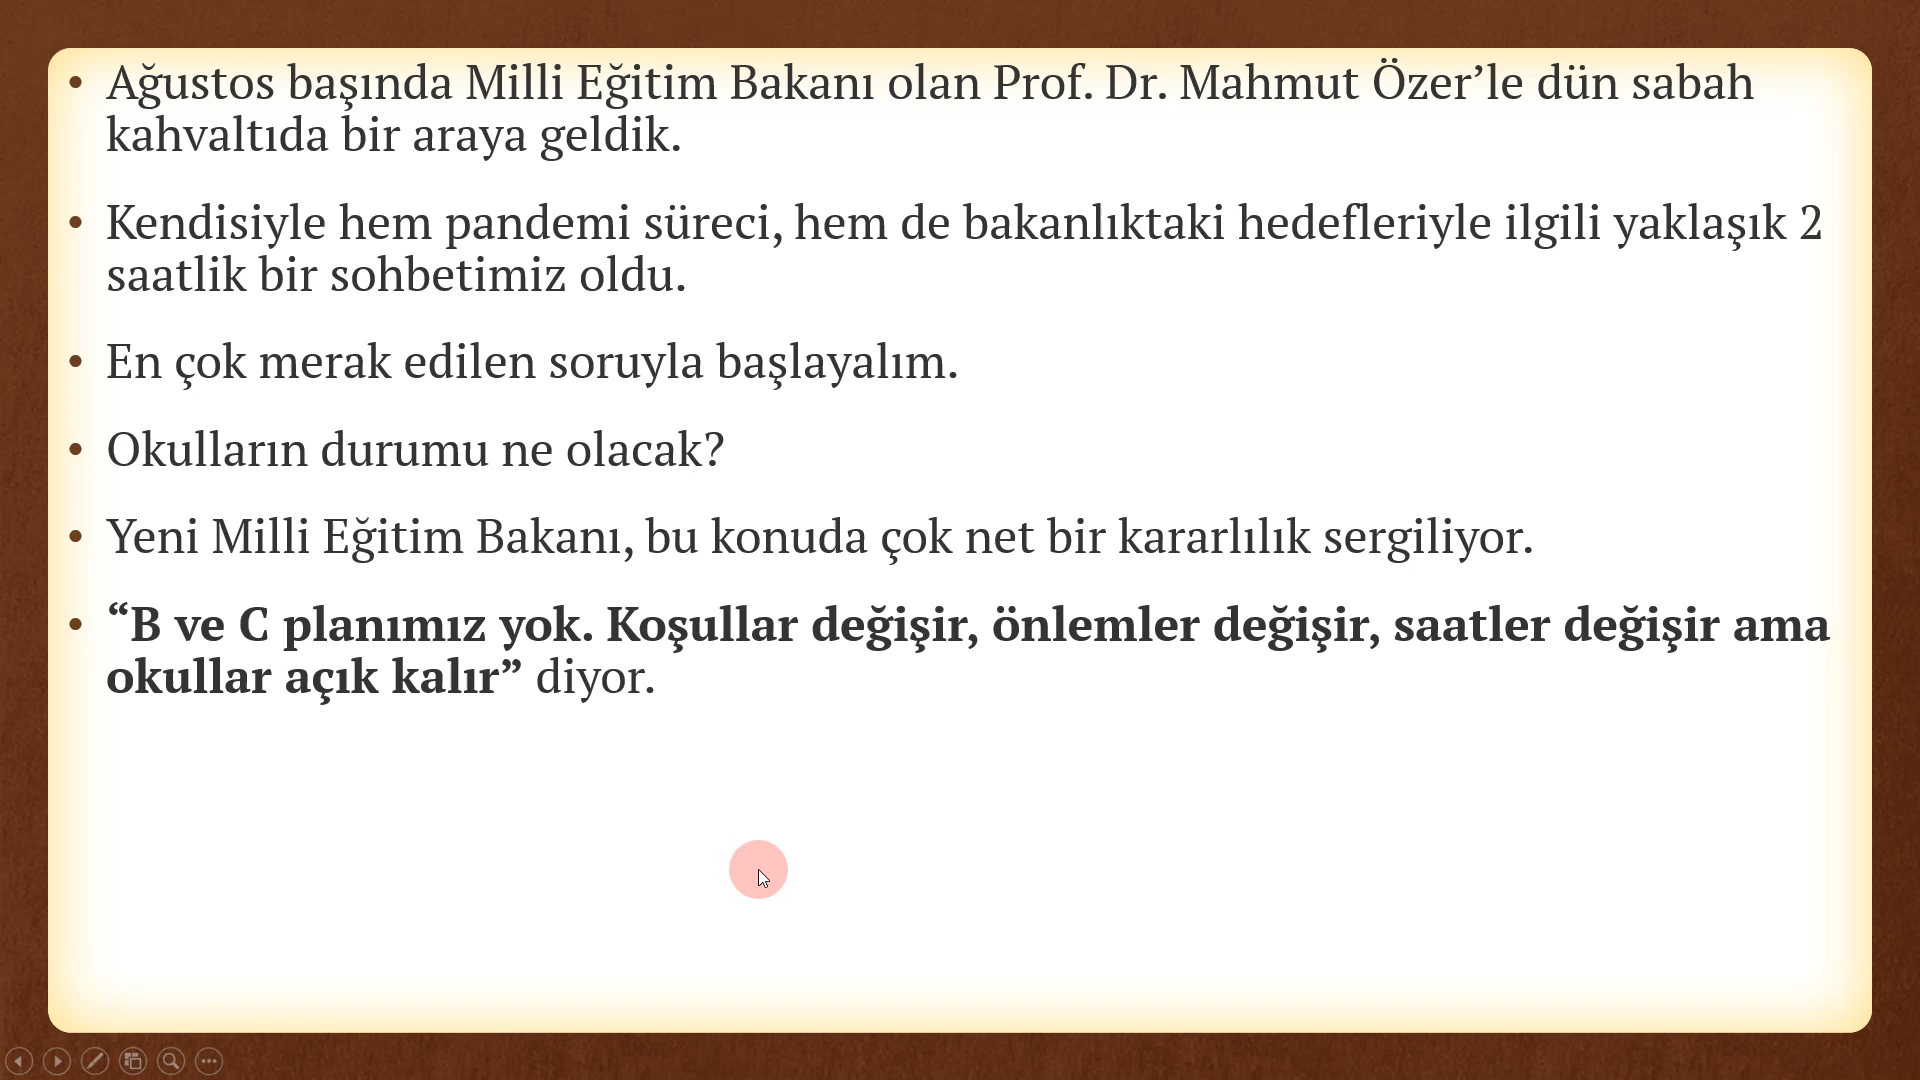 • Ağustos başında Milli Eğitim Bakanı olan Prof. Dr. Mahmut Özer’le dün sabah
kahvaltıda bir araya geldik.
• Kendisiyle hem pandemi süreci, hem de bakanlıktaki hedefleriyle ilgili yaklaşık 2
saatlik bir sohbetimiz oldu.
• En çok merak edilen soruyla başlayalım.
• Okulların durumu ne olacak?
• Yeni Milli Eğitim Bakanı, bu konuda çok net bir kararlılık sergiliyor.
• “B ve C planımız yok. Koşullar değişir, önlemler değişir, saatler değişir ama
okullar açık kalır” diyor.